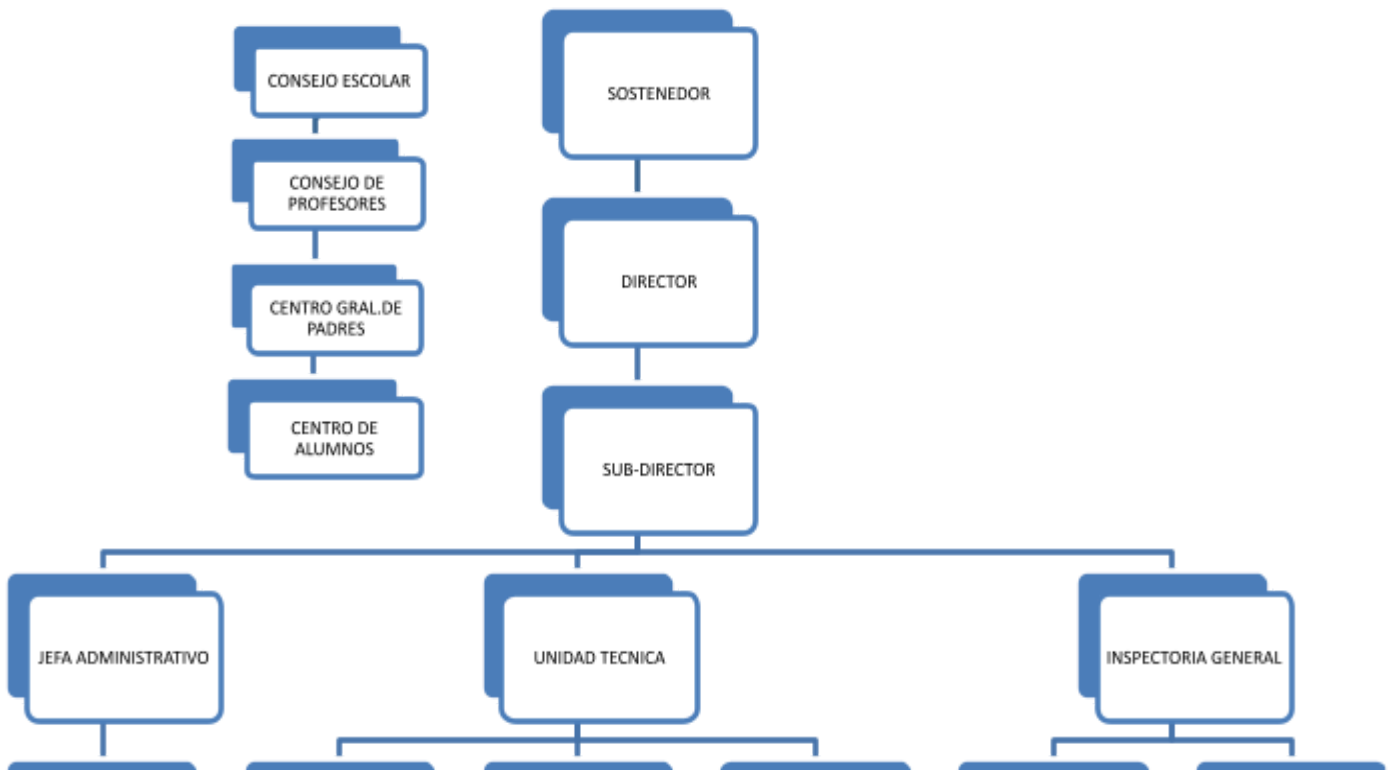 CONSEJO ESCOLAR
CONSEJO DE
PROFESORES
CENTRO GRAL.DE
PADRES
CENTRO DE
ALUMNOS
SOSTENEDOR
DIRECTOR
SUB-DIRECTOR
JEFA ADMINISTRATIVO
UNIDAD TECNICA
INSPECTORIA GENERAL